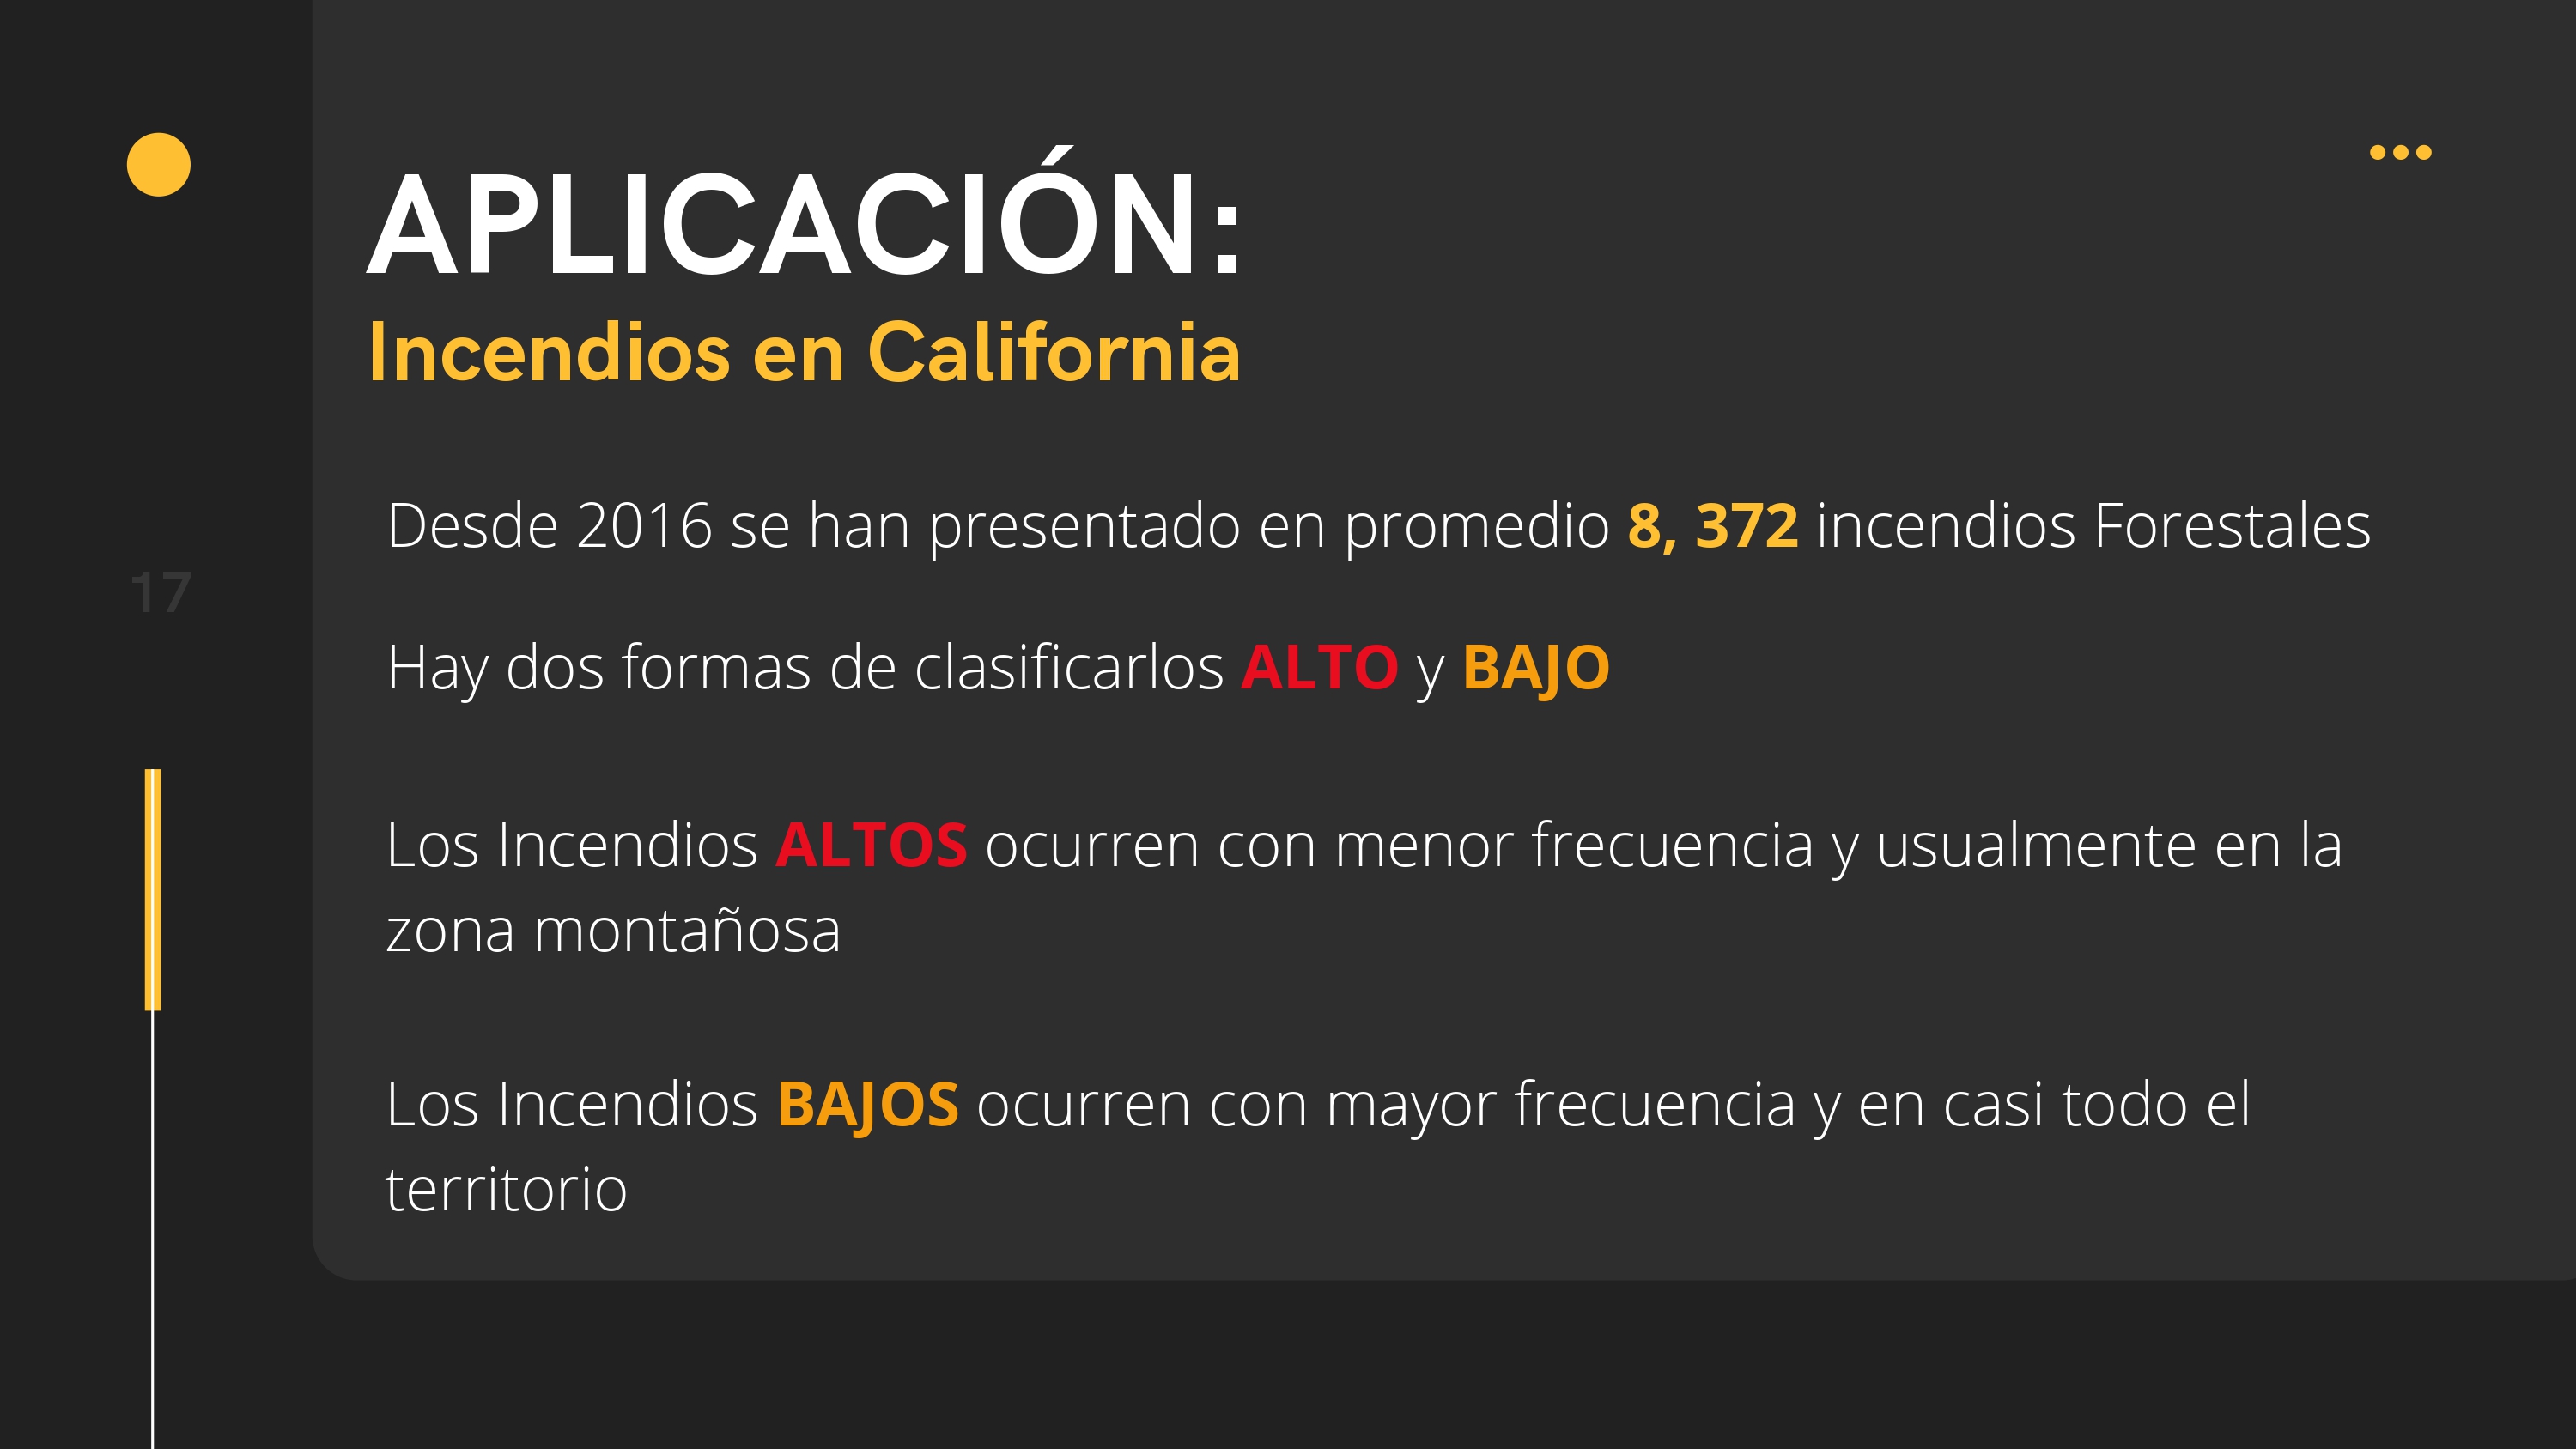 APLICACIÓN:
Incendios en California
Desde 2016 se han presentado en promedio 8, 372 incendios Forestales
17
Hay dos formas de clasificarlos ALTO y BAJO
Los Incendios ALTOS ocurren con menor frecuencia y usualmente en la
zona montañosa
Los Incendios BAJOS ocurren con mayor frecuencia y en casi todo el
territorio